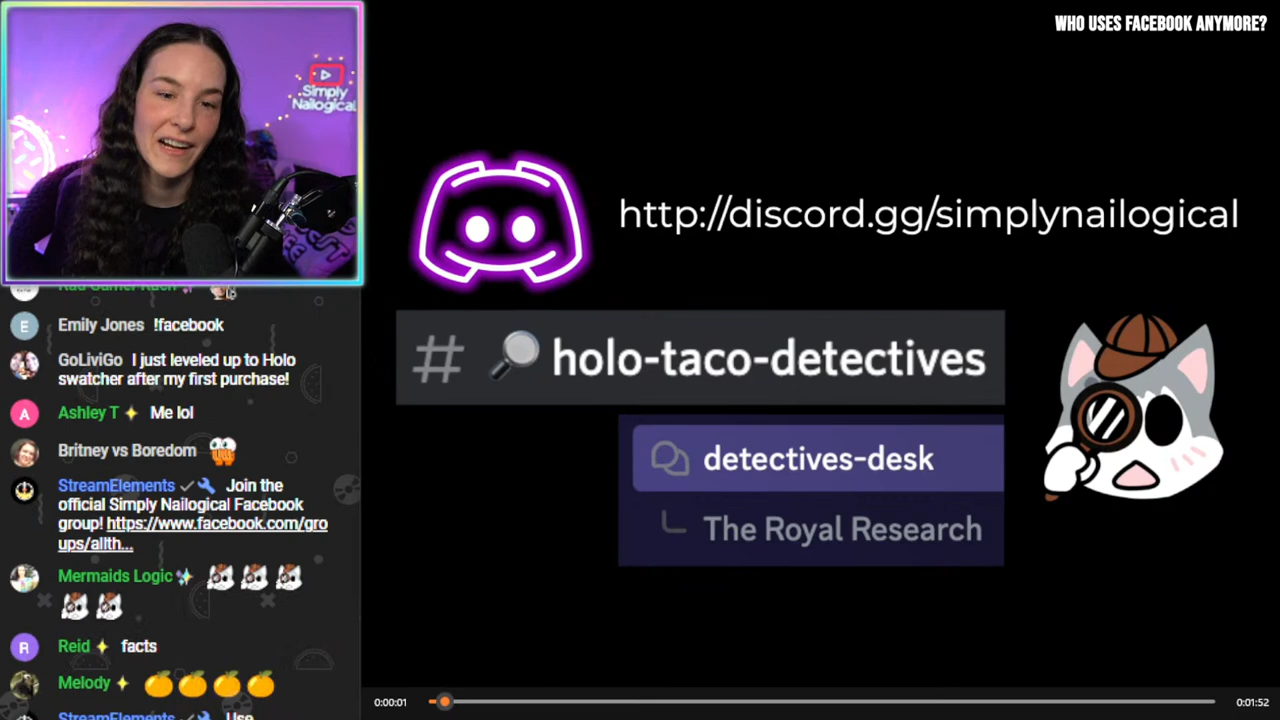 WHO USES FACEBOOK ANYMORE?
Simply
Nailogical
http://discord.gg/simplynailogical
# holo-taco-detectives
detectives-desk
The Royal Research
Emily Jones !facebook
GoLiviGo I just leveled up to Holo
swatcher after my first purchase!
Ashley T Me lol
Britney vs Boredom
StreamElements Join the
official Simply Nailogical Facebook
group! https://www.facebook.com/gro
ups/allth...
Mermaids Logic
Reid facts
Melody
StreamElements Use
0:00:01
0:01:52